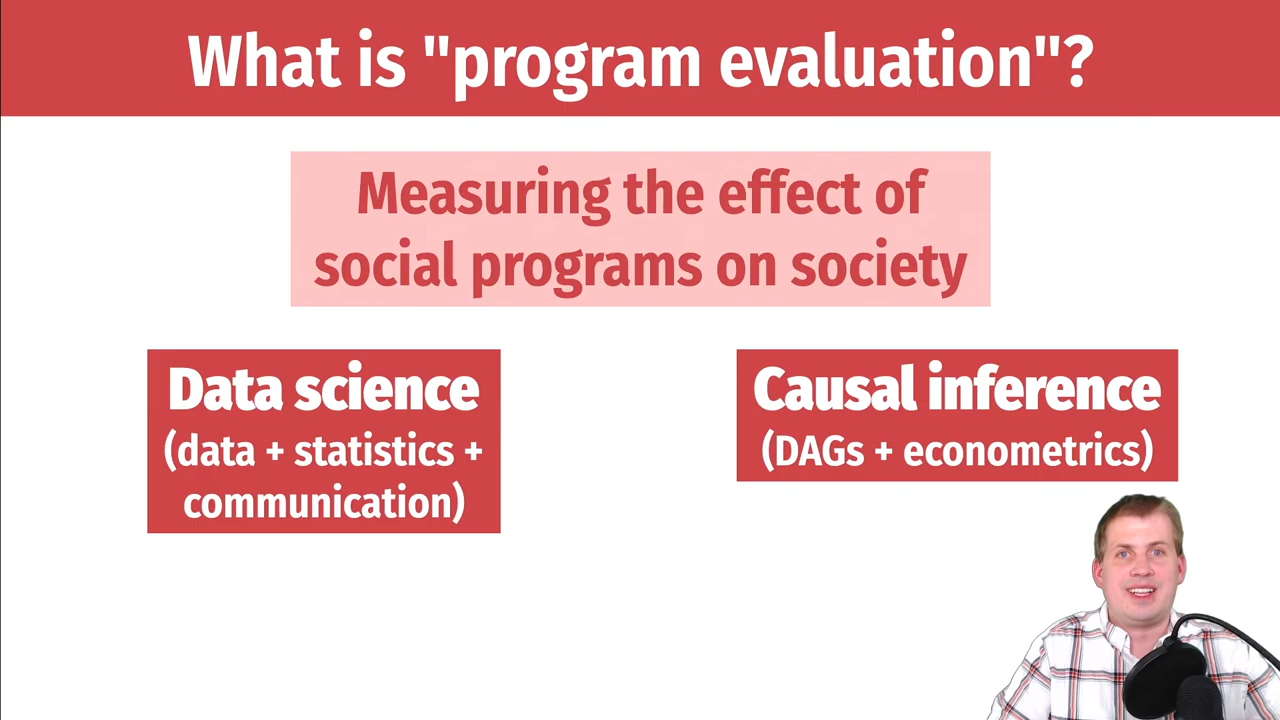 What is "program evaluation"?
Measuring the effect of
social programs on society
Data science
(data + statistics +
communication)
Causal inference
(DAGs + econometrics)